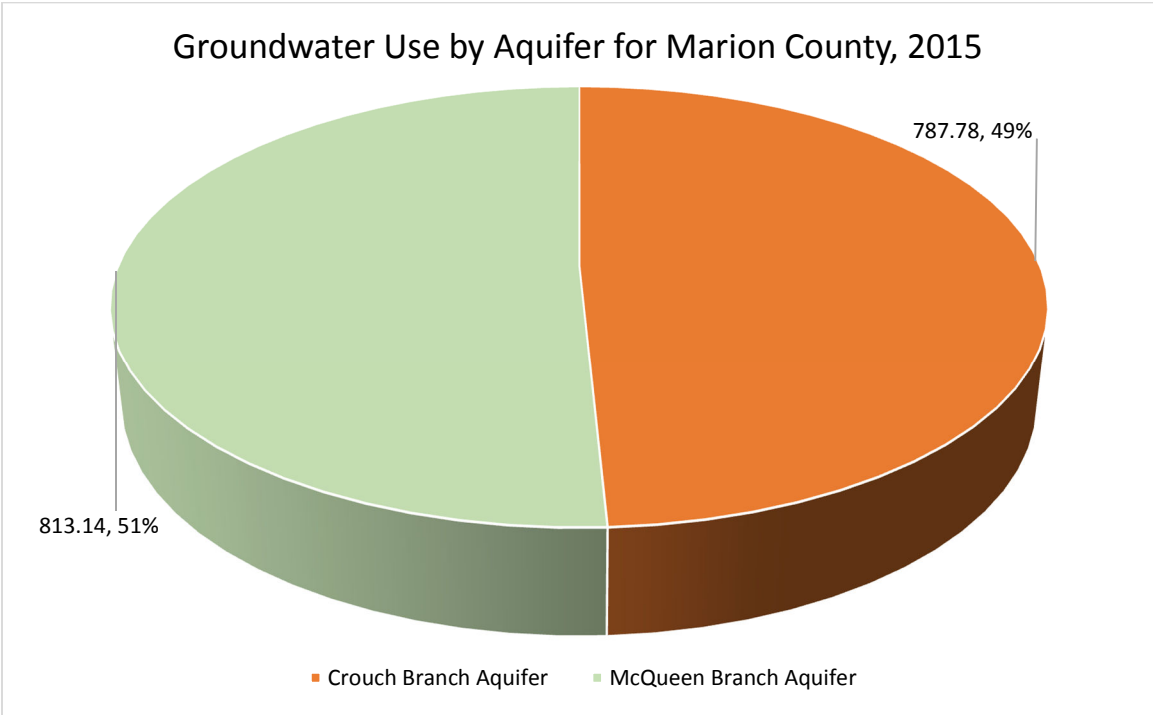 Groundwater Use by Aquifer for Marion County, 2015
787.78, 49%
813.14, 51%
Crouch Branch Aquifer
McQueen Branch Aquifer